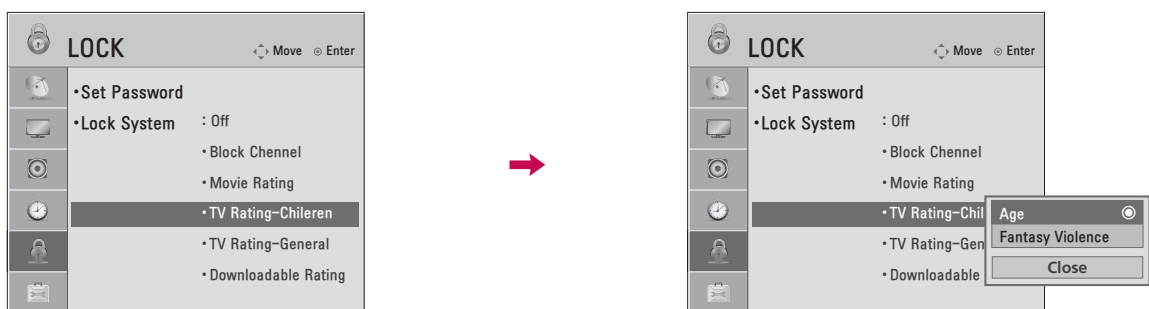 LOCK
Move
Enter
•Set Password
•Lock System : Off
•Block Channel
•Movie Rating
•TV Rating-Chileren
•TV Rating-General
•Downloadable Rating
LOCK
Move
Enter
•Set Password
•Lock System : Off
•Block Channel
•Movie Rating
•TV Rating-Chil
Age
•TV Rating-Gen
Fantasy Violence
•Downloadable
Close